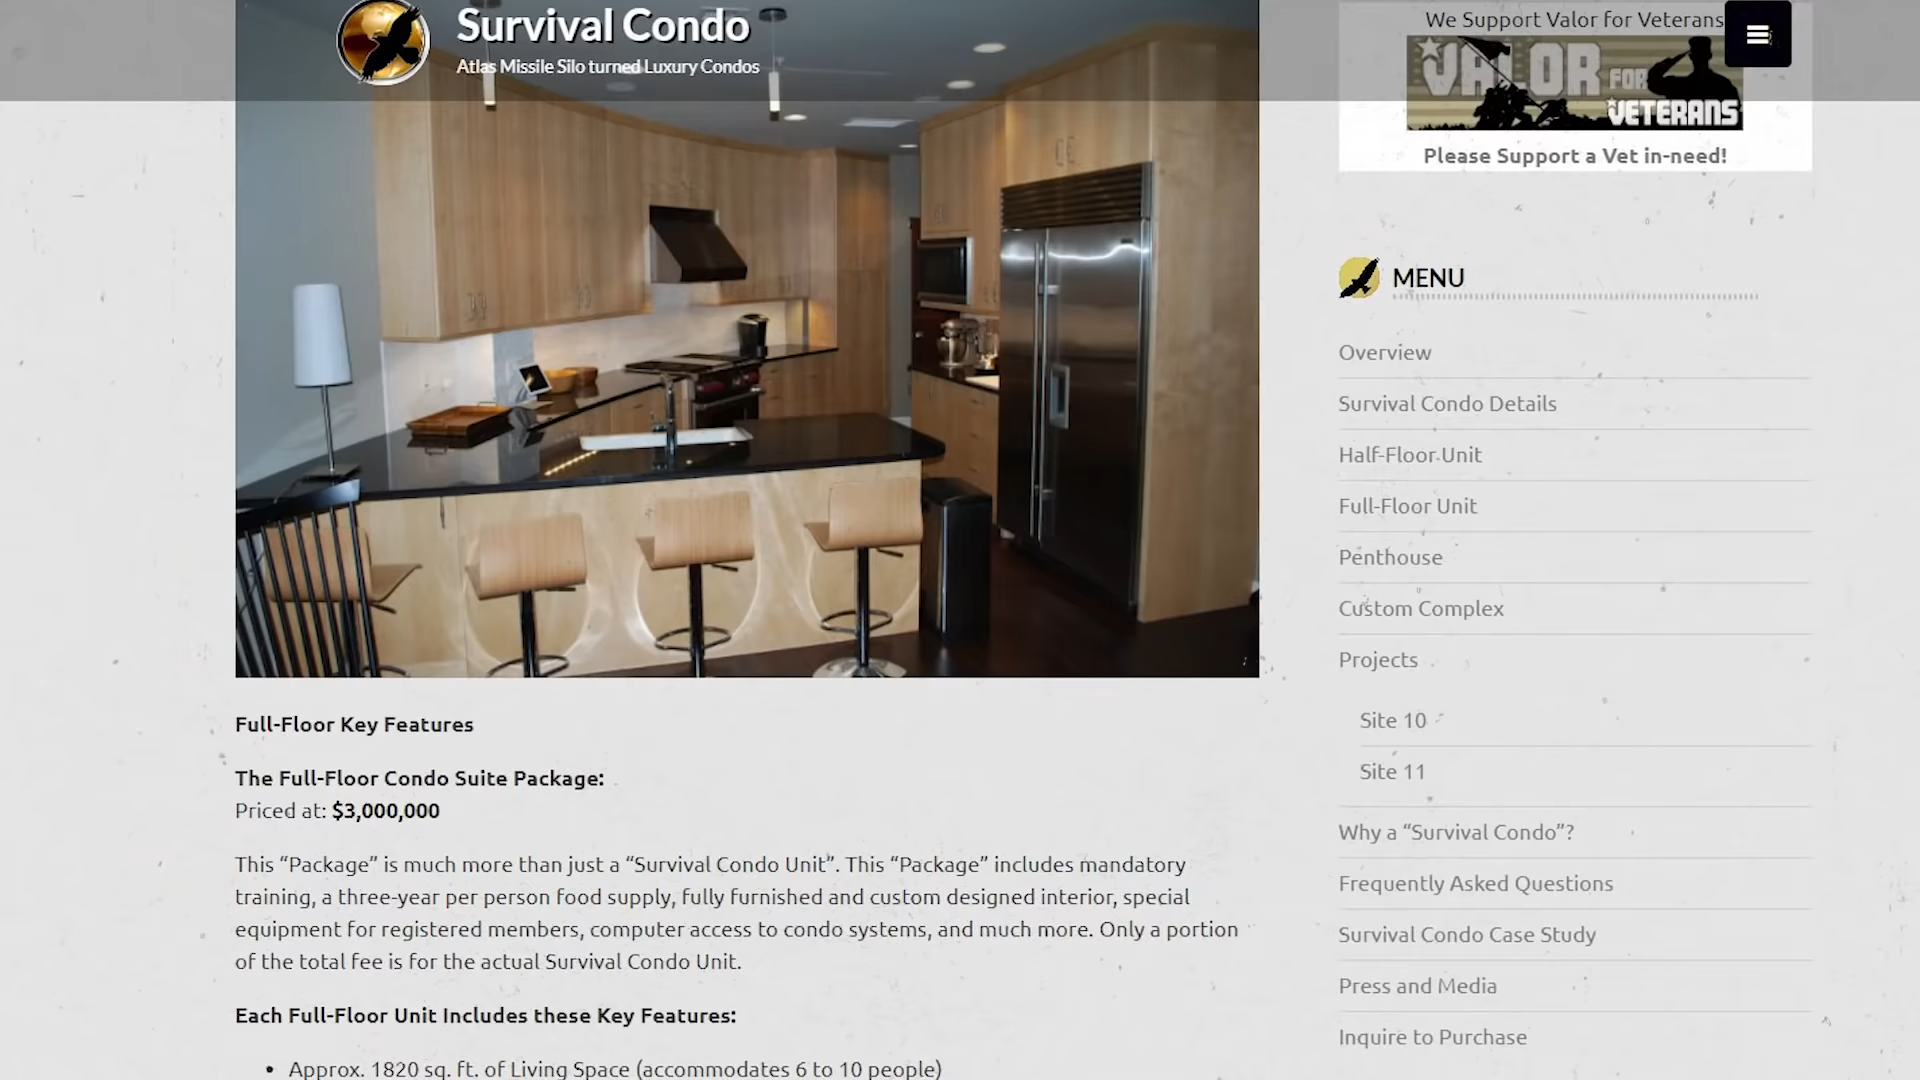 Survival Condo
Atlas Missile Silo turned Luxury Condos
We Support Valor for Veterans
VALOR FOR
VETERANS
Please Support a Vet in-need!
MENU
Overview
Survival Condo Details
Half-Floor Unit
Full-Floor Unit
Penthouse
Custom Complex
Projects
Site 10
Site 11
Why a “Survival Condo”?
Frequently Asked Questions
Survival Condo Case Study
Press and Media
Inquire to Purchase
Full-Floor Key Features
The Full-Floor Condo Suite Package:
Priced at: $3,000,000
This “Package” is much more than just a “Survival Condo Unit”. This “Package” includes mandatory
training, a three-year per person food supply, fully furnished and custom designed interior, special
equipment for registered members, computer access to condo systems, and much more. Only a portion
of the total fee is for the actual Survival Condo Unit.
Each Full-Floor Unit Includes these Key Features:
• Approx. 1820 sq. ft. of Living Space (accommodates 6 to 10 people)